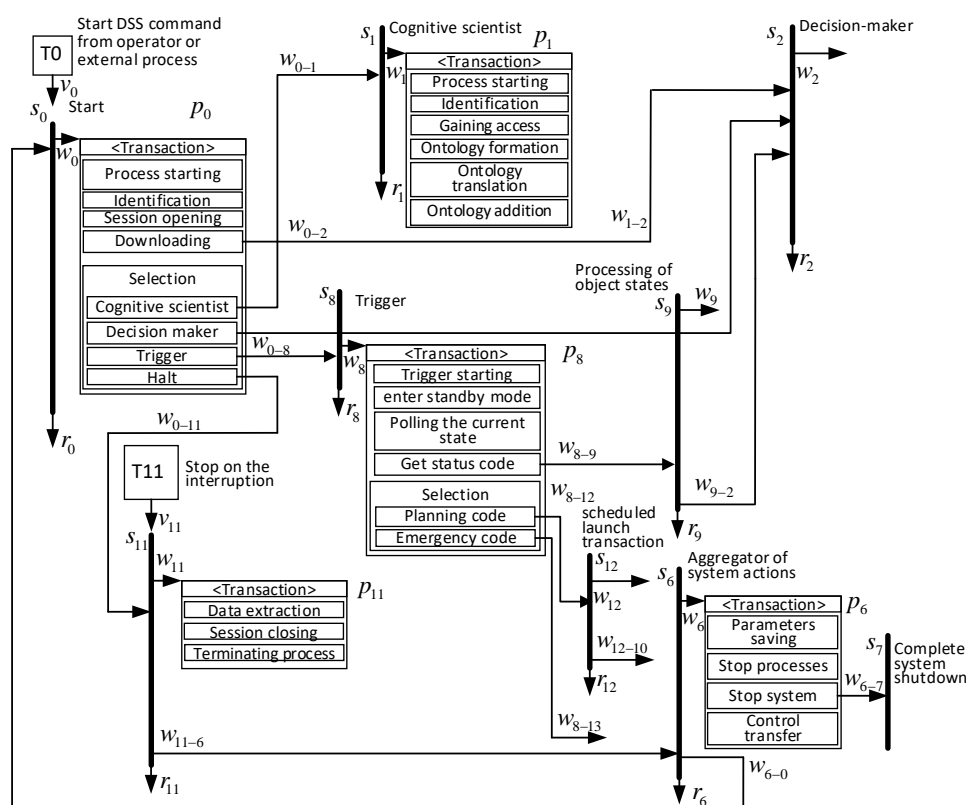 Start DSS command
from operator or
external process
T0
v0
s0
Start
w0
p0
<Transaction>
Process starting
Identification
Session opening
Downloading
Selection
Cognitive scientist
Decision maker
Trigger
Halt
r0
w0–1
w0–2
w0–8
w0–11
s1
Cognitive scientist
w1
p1
<Transaction>
Process starting
Identification
Gaining access
Ontology formation
Ontology
translation
Ontology addition
r1
w1–2
s2
Decision-maker
w2
r2
s8
Trigger
w8
p8
<Transaction>
Trigger starting
enter standby mode
Polling the current
state
Get status code
Selection
Planning code
Emergency code
r8
w8–9
w8–12
w8–13
Processing of
object states
s9
w9
w9–2
r9
T11
Stop on the
interruption
v11
s11
w11
p11
<Transaction>
Data extraction
Session closing
Terminating process
w11–6
r11
scheduled
launch
transaction
s12
w12
w12–10
r12
Aggregator of
system actions
s6
w6
p6
<Transaction>
Parameters
saving
Stop processes
Stop system
Control
transfer
w6–7
w6–0
r6
s7
Complete
system
shutdown